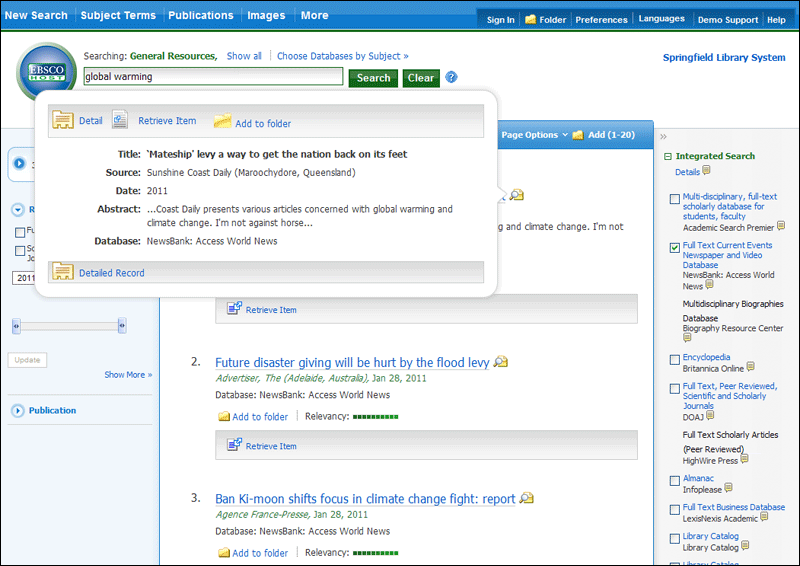 New Search Subject Terms Publications Images More
Sign In Folder Preferences Languages Demo Support Help
Searching: General Resources, Show all Choose Databases by Subject »
Springfield Library System
EBSCO
HOST
global warming
Search Clear ?
Detail Retrieve Item Add to folder
Title: 'Mateship' levy a way to get the nation back on its feet
Source: Sunshine Coast Daily (Maroochydore, Queensland)
Date: 2011
Abstract: ...Coast Daily presents various articles concerned with global warming and
climate change. I'm not against horse...
Database: NewsBank: Access World News
Detailed Record
2011
Update
Show More »
Publication
Page Options Add (1-20)
ng and climate change. I'm not
Retrieve Item
2. Future disaster giving will be hurt by the flood levy
Advertiser, The (Adelaide, Austraila), Jan 28, 2011
Database: NewsBank: Access World News
Add to folder Relevancy:
Retrieve Item
3. Ban Ki-moon shifts focus in climate change fight: report
Agence France-Presse, Jan 28, 2011
Database: NewsBank: Access World News
Add to folder Relevancy:
»
Integrated Search
Details
Multi-disciplinary, full-text
scholarly database for
students, faculty
Academic Search Premier
Full Text Current Events
Newspaper and Video
Database
NewsBank: Access World
News
Multidisciplinary Biographies
Database
Biography Resource Center
Encyclopedia
Britannica Online
Full Text, Peer Reviewed,
Scientific and Scholarly
Journals
DOAJ
Full Text Scholarly Articles
(Peer Reviewed)
HighWire Press
Almanac
Infoplease
Full Text Business Database
LexisNexis Academic
Library Catalog
Library Catalog
Library Catalog